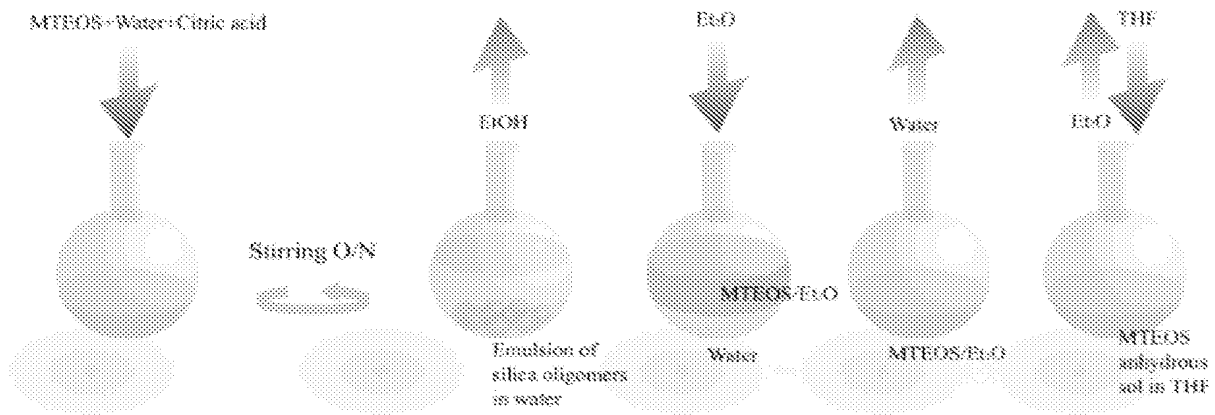 MTEOS+Water+Citric acid
Stirring O/N
EtOH
Emulsion of
silica oligomers
in water
Et₂O
MTEOS/Et₂O
Water
Water
MTEOS/Et₂O
Et₂O
THF
MTEOS
anhydrous
sol in THF